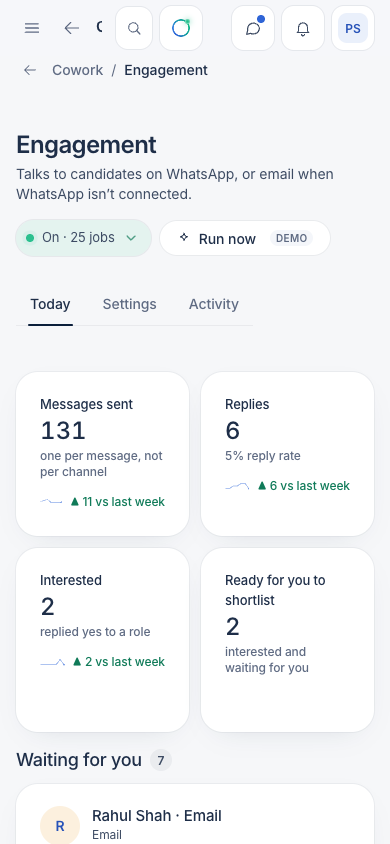 PS
Cowork / Engagement
Engagement
Talks to candidates on WhatsApp, or email when
WhatsApp isn't connected.
On · 25 jobs
Run now DEMO
Today Settings Activity
Messages sent
131
one per message, not
per channel
▲ 11 vs last week
Replies
6
5% reply rate
▲ 6 vs last week
Interested
2
replied yes to a role
▲ 2 vs last week
Ready for you to
shortlist
2
interested and
waiting for you
Waiting for you 7
R
Rahul Shah · Email
Email